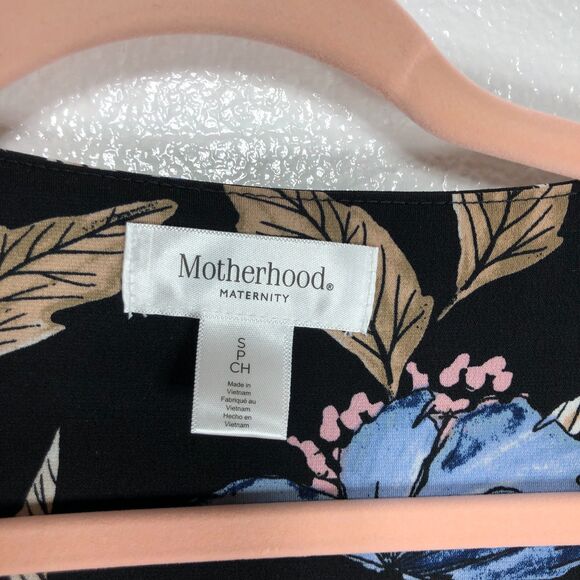 Motherhood®
MATERNITY
S
P
CH
Made in
Vietnam
Fabriqué au
Vietnam
Hecho en
Vietnam